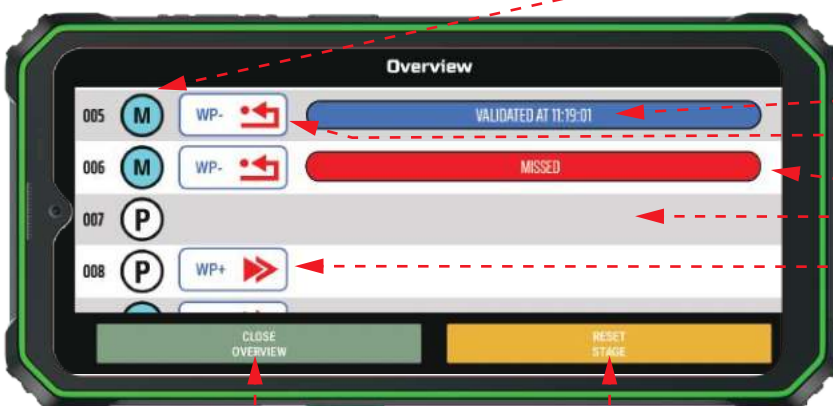 Overview
005 M WP- VALIDATED AT 11:19:01
006 M WP- MISSED
007 P
008 P WP+
CLOSE
OVERVIEW
RESET
STAGE